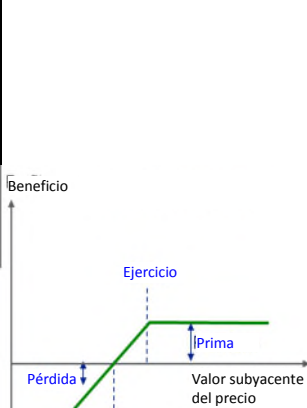 Beneficio
Ejercicio
Prima
Pérdida
Valor subyacente
del precio